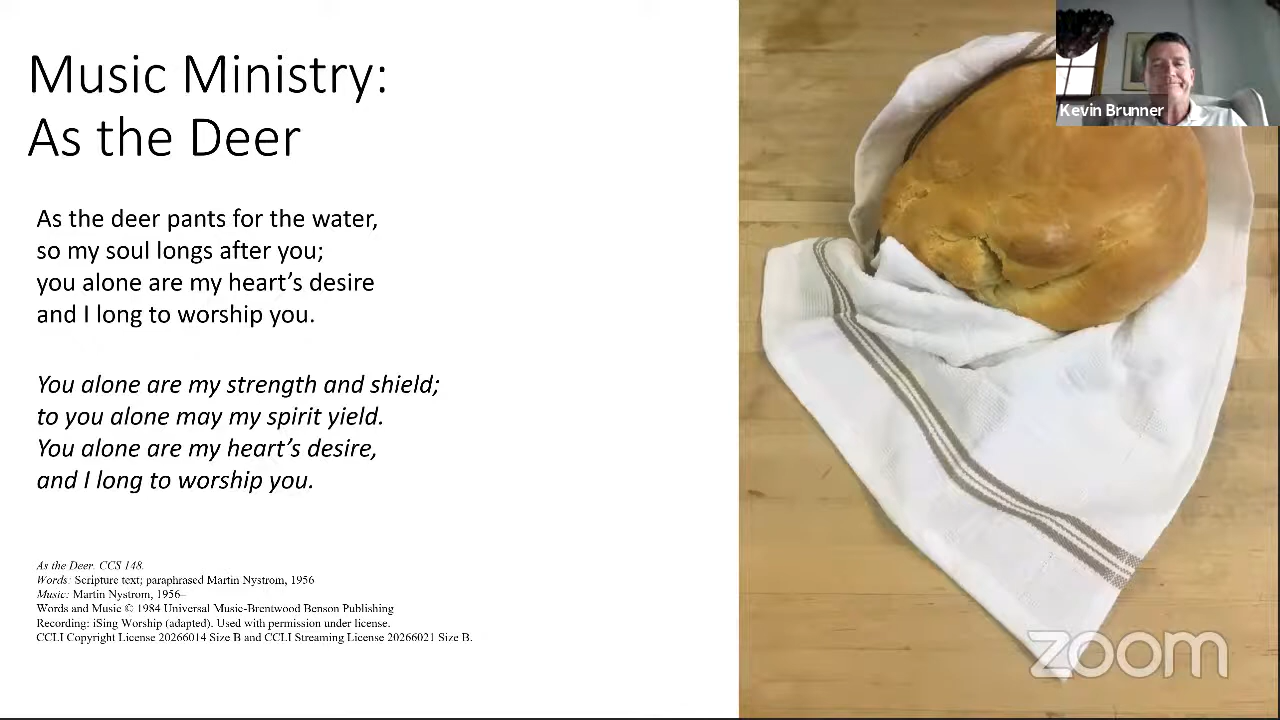 Music Ministry:
As the Deer
As the deer pants for the water,
so my soul longs after you;
you alone are my heart’s desire
and I long to worship you.
You alone are my strength and shield;
to you alone may my spirit yield.
You alone are my heart’s desire,
and I long to worship you.
As the Deer. CCS 148.
Words: Scripture text; paraphrased Martin Nystrom, 1956
Music: Martin Nystrom, 1956–
Words and Music © 1984 Universal Music-Brentwood Benson Publishing
Recording: iSing Worship (adapted). Used with permission under license.
CCLI Copyright License 20266014 Size B and CCLI Streaming License 20266021 Size B.
Kevin Brunner
zoom